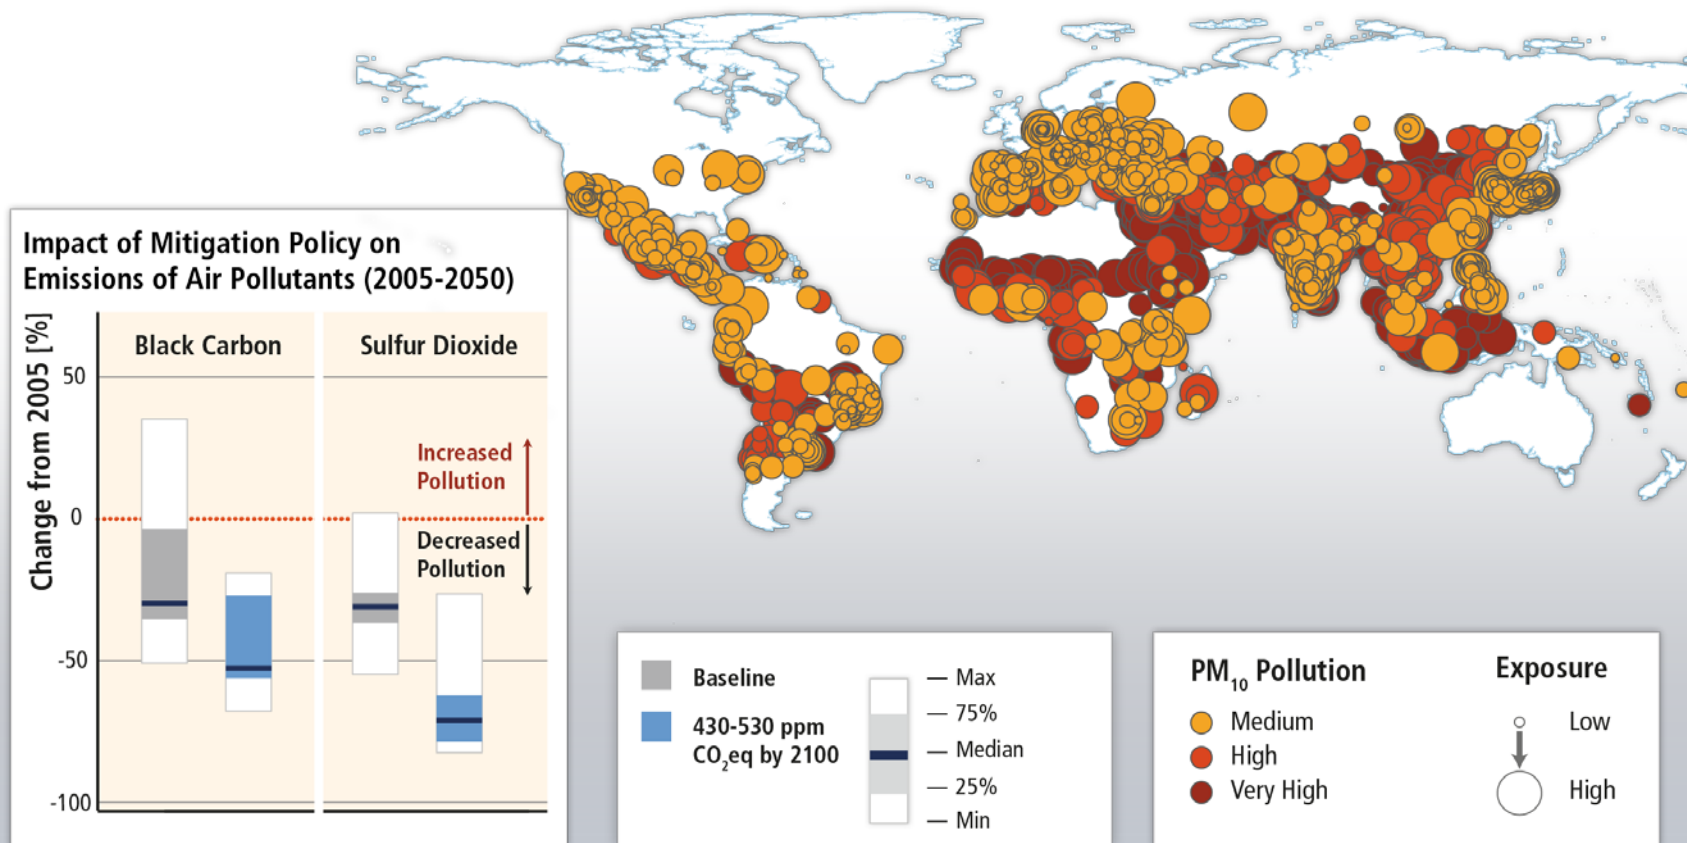 Impact of Mitigation Policy on
Emissions of Air Pollutants (2005-2050)
Change from 2005 [%]
Black Carbon
Sulfur Dioxide
50
0
-50
-100
Increased
Pollution
Decreased
Pollution
Baseline
430-530 ppm
CO2eq by 2100
Max
75%
Median
25%
Min
PM10 Pollution
Medium
High
Very High
Exposure
Low
High